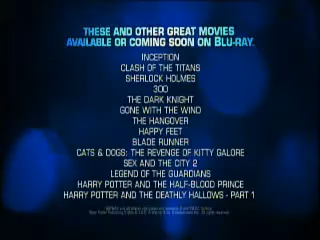 THESE AND OTHER GREAT MOVIES
AVAILABLE OR COMING SOON ON BLU-RAY.
INCEPTION
CLASH OF THE TITANS
SHERLOCK HOLMES
300
THE DARK KNIGHT
GONE WITH THE WIND
THE HANGOVER
HAPPY FEET
BLADE RUNNER
CATS & DOGS: THE REVENGE OF KITTY GALORE
SEX AND THE CITY 2
LEGEND OF THE GUARDIANS
HARRY POTTER AND THE HALF-BLOOD PRINCE
HARRY POTTER AND THE DEATHLY HALLOWS - PART 1